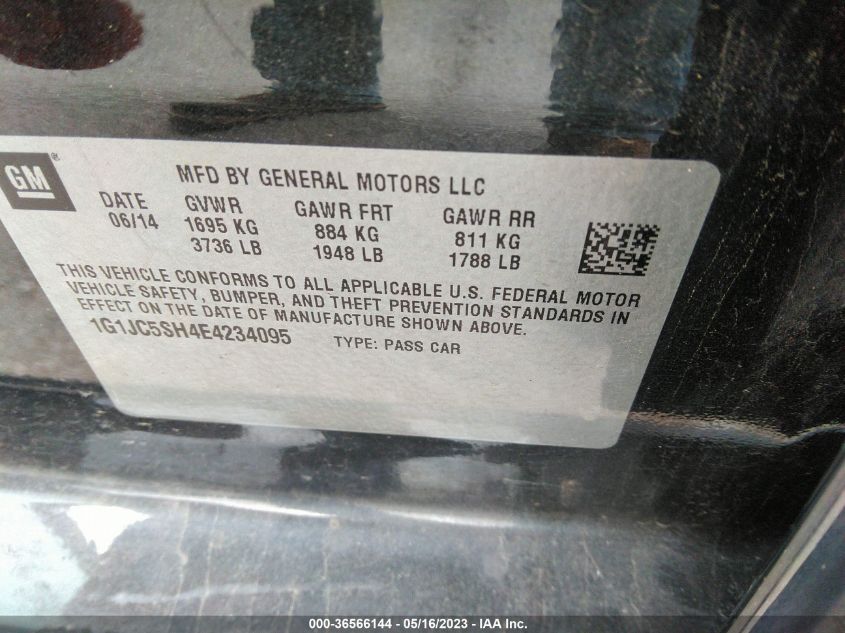 GM®
MFD BY GENERAL MOTORS LLC
DATE GVWR GAWR FRT GAWR RR
06/14 1695 KG 884 KG 811 KG
3736 LB 1948 LB 1788 LB
THIS VEHICLE CONFORMS TO ALL APPLICABLE U.S. FEDERAL MOTOR
VEHICLE SAFETY, BUMPER, AND THEFT PREVENTION STANDARDS IN
EFFECT ON THE DATE OF MANUFACTURE SHOWN ABOVE.
1G1JC5SH4E4234095 TYPE: PASS CAR
000-36566144 - 05/16/2023 - IAA Inc.